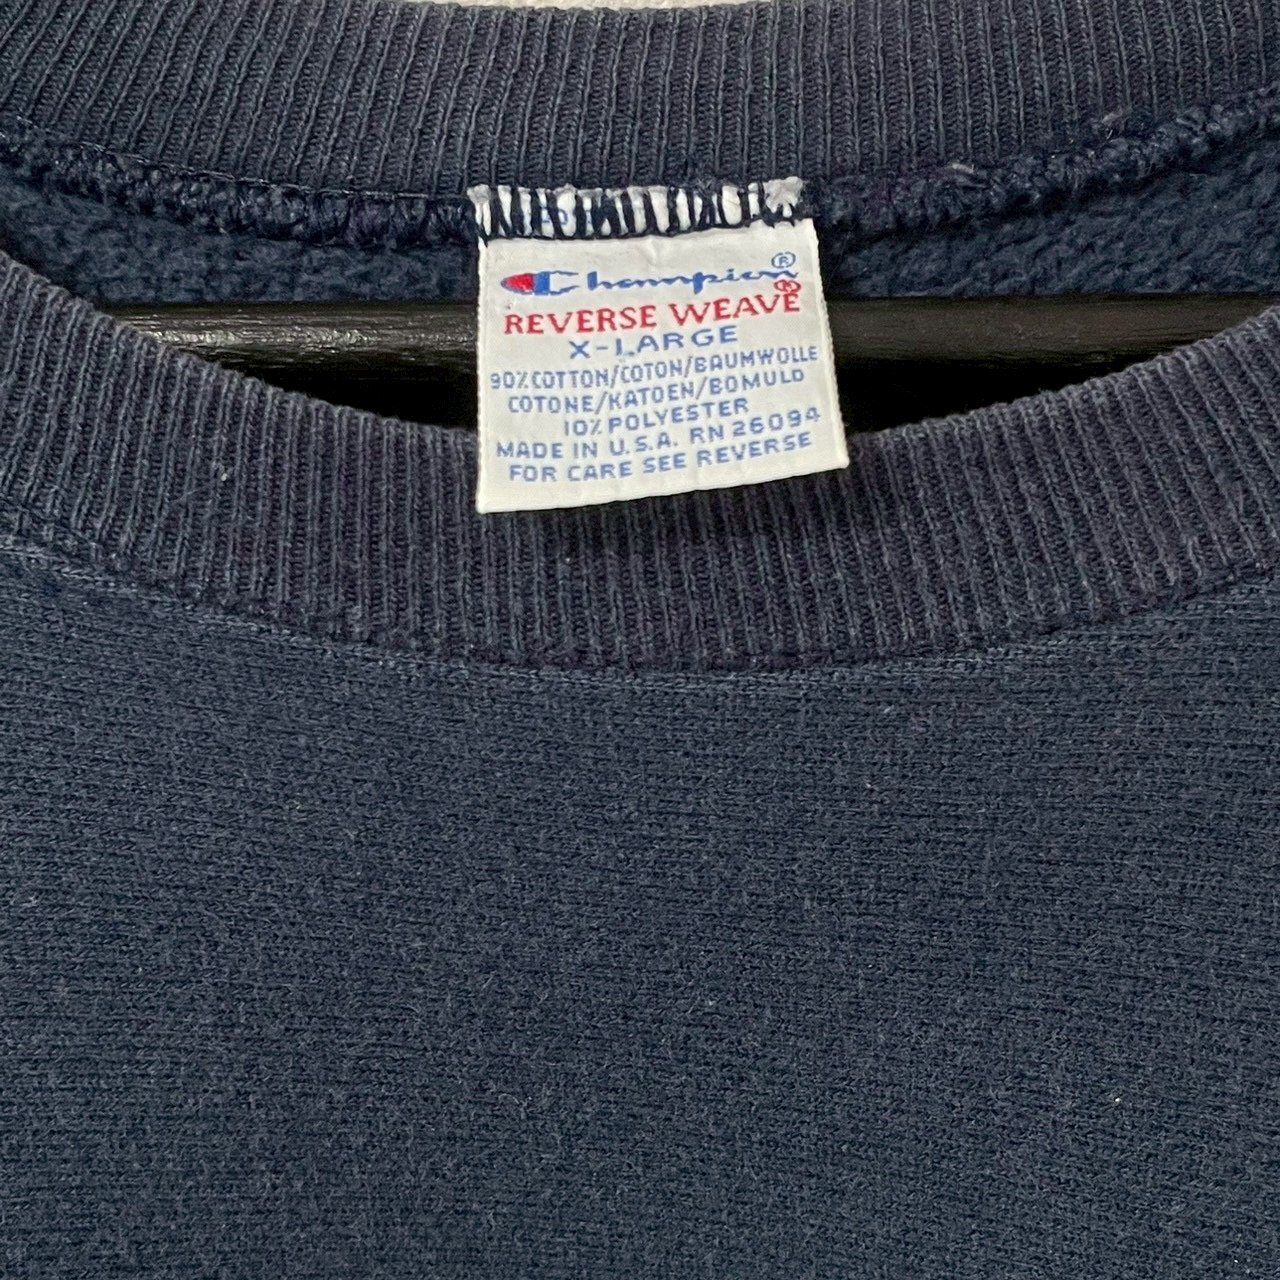 Champion®
REVERSE WEAVE®
X-LARGE
90% COTTON/COTON/BAUMWOLLE
COTONE/KATOEN/BOMULD
10% POLYESTER
MADE IN U.S.A. RN 26094
FOR CARE SEE REVERSE